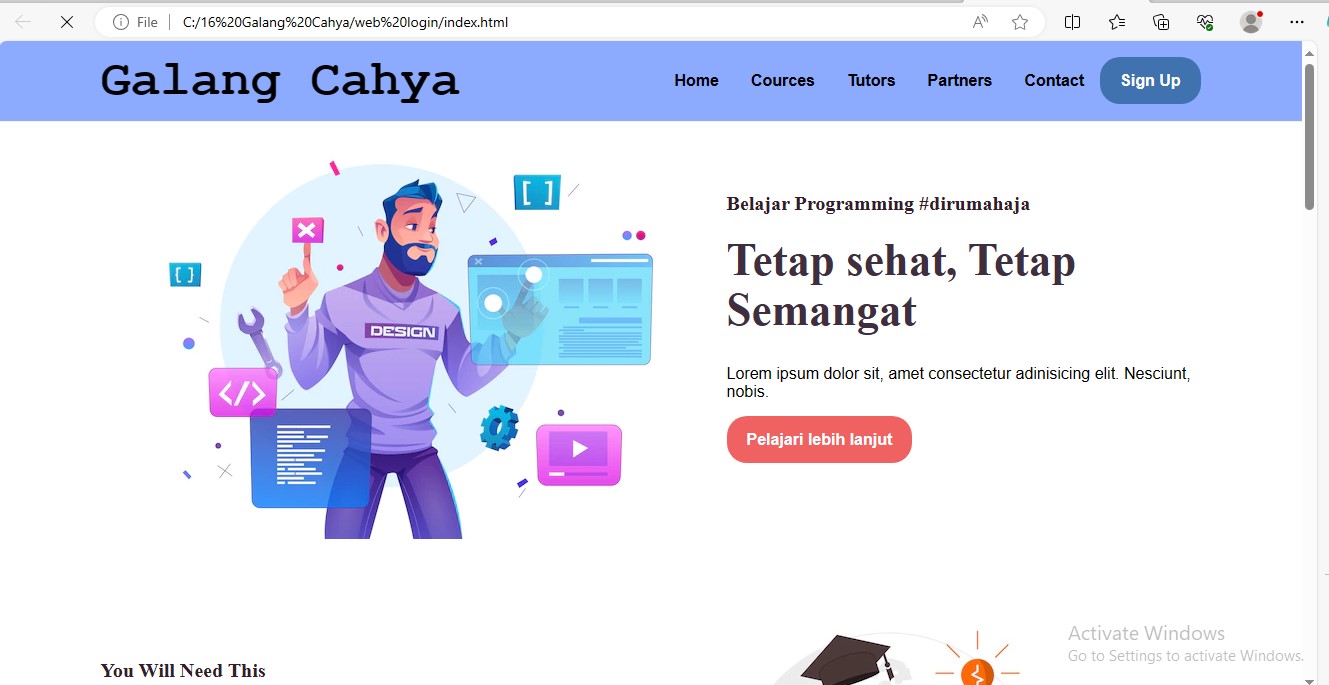 File
C:/16%20Galang%20Cahya/web%20login/index.html
Galang Cahya
Home
Cources
Tutors
Partners
Contact
Sign Up
[ ]
{ }
DESIGN
</>
Belajar Programming #dirumahaja
Tetap sehat, Tetap
Semangat
Lorem ipsum dolor sit, amet consectetur adinisicing elit. Nesciunt,
nobis.
Pelajari lebih lanjut
You Will Need This
Activate Windows
Go to Settings to activate Windows.